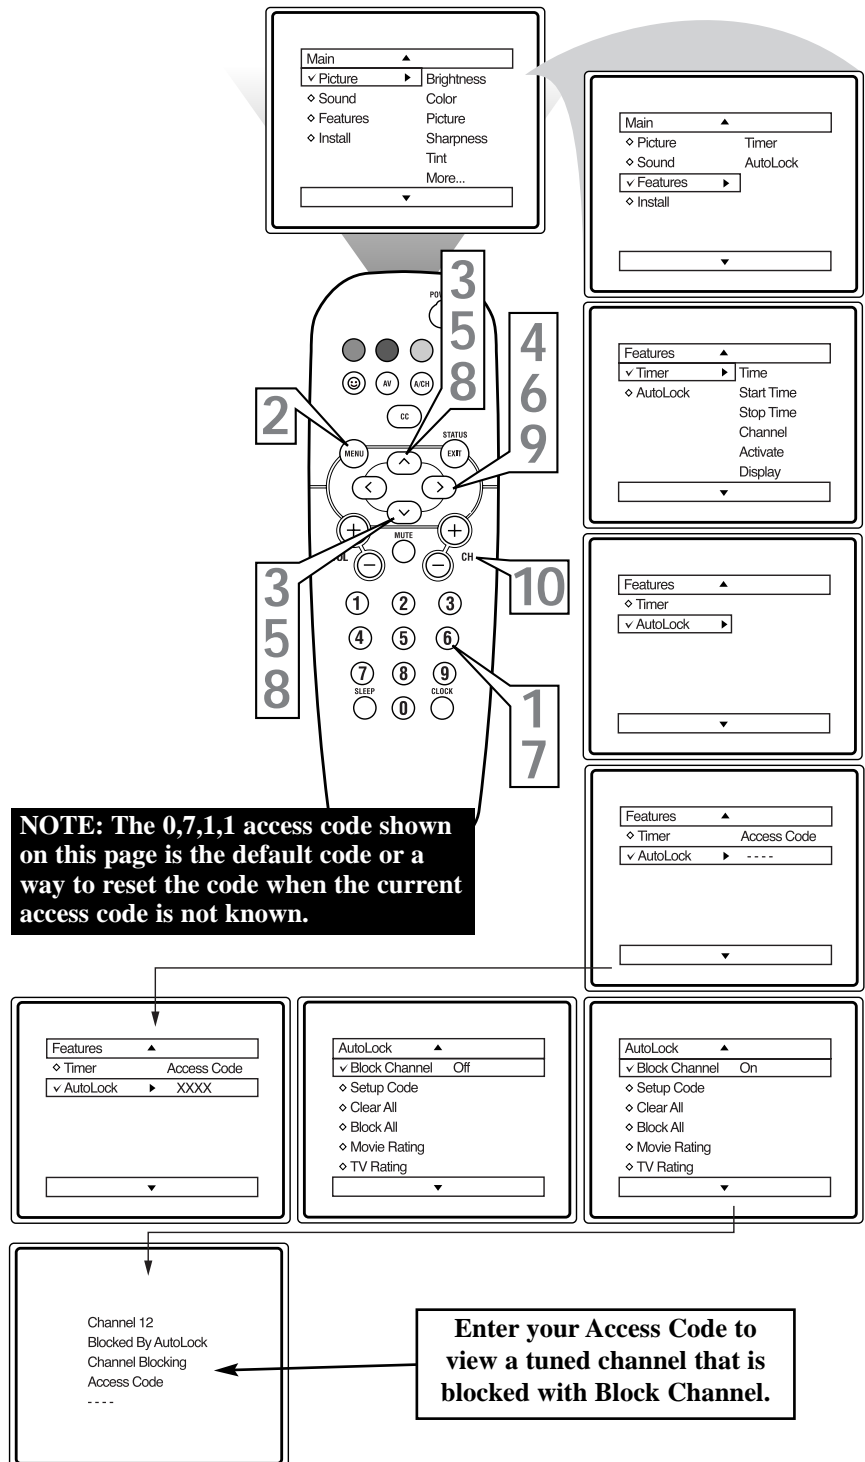 Main
Picture
Brightness
Sound
Color
Features
Picture
Install
Sharpness
Tint
More...
Main
Picture
Timer
Sound
AutoLock
Features
Install
Features
Timer
Time
AutoLock
Start Time
Stop Time
Channel
Activate
Display
Features
Timer
AutoLock
Features
Timer
Access Code
AutoLock
- - - -
3
5
8
4
6
9
2
AV
A/CH
CC
STATUS
MENU
EXIT
MUTE
CH
3
5
8
10
1
2
3
4
5
6
7
8
9
SLEEP
CLOCK
0
1
7
NOTE: The 0,7,1,1 access code shown
on this page is the default code or a
way to reset the code when the current
access code is not known.
Features
Timer
Access Code
AutoLock
XXXX
AutoLock
Block Channel Off
Setup Code
Clear All
Block All
Movie Rating
TV Rating
AutoLock
Block Channel On
Setup Code
Clear All
Block All
Movie Rating
TV Rating
Channel 12
Blocked By AutoLock
Channel Blocking
Access Code
- - - -
Enter your Access Code to
view a tuned channel that is
blocked with Block Channel.